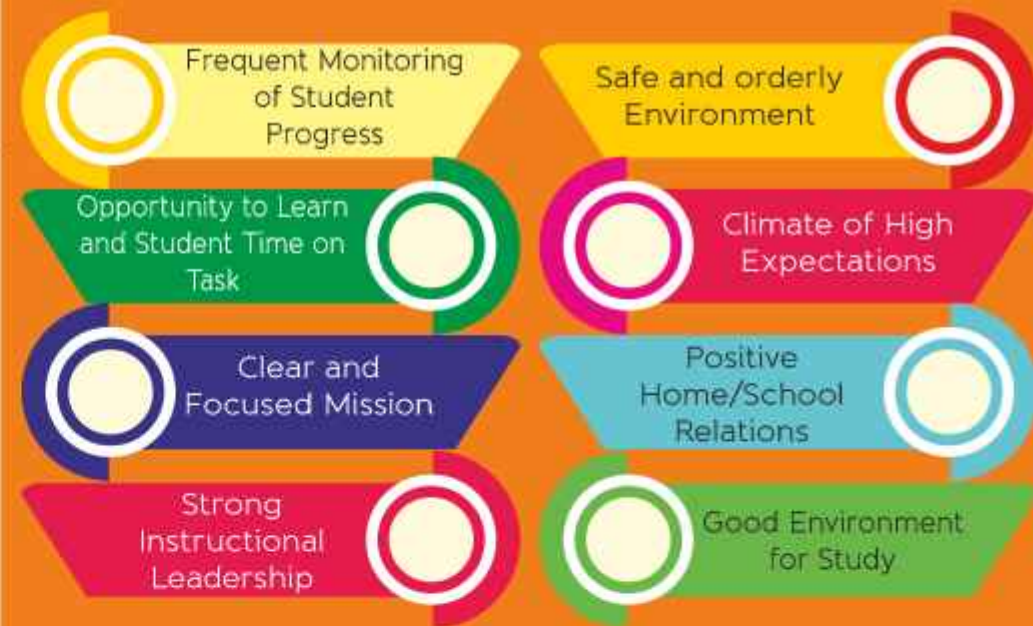 Frequent Monitoring
of Student
Progress
Safe and orderly
Environment
Opportunity to Learn
and Student Time on
Task
Climate of High
Expectations
Clear and
Focused Mission
Positive
Home/School
Relations
Strong
Instructional
Leadership
Good Environment
for Study